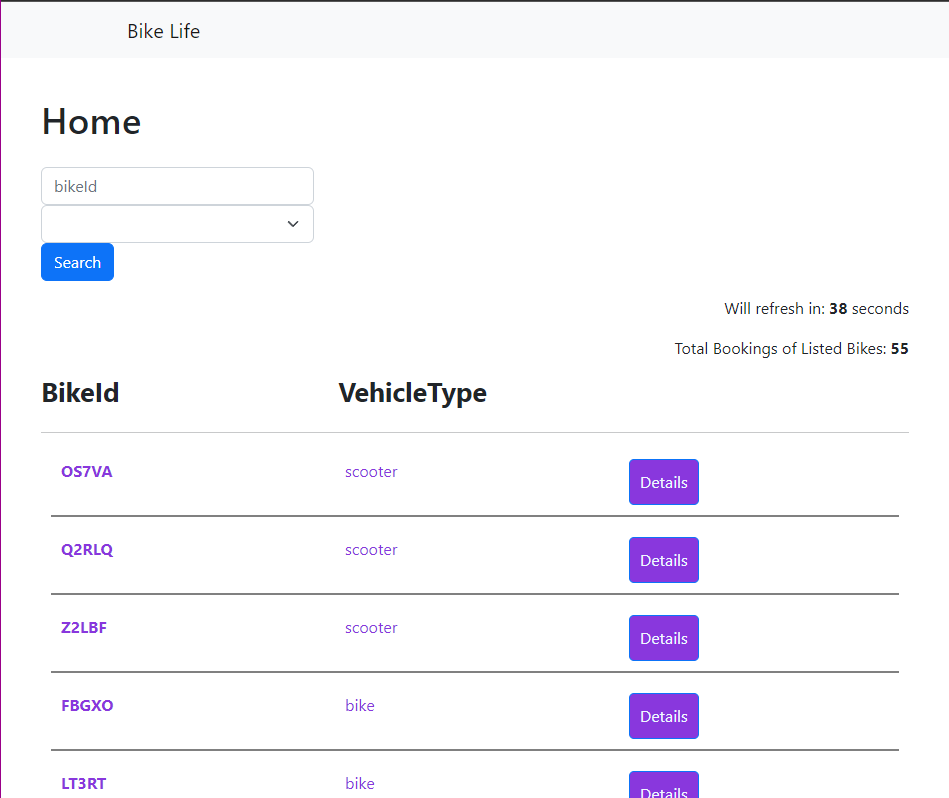 Bike Life
Home
bikeId
Search
Will refresh in: 38 seconds
Total Bookings of Listed Bikes: 55
BikeId VehicleType
OS7VA scooter Details
Q2RLQ scooter Details
Z2LBF scooter Details
FBGXO bike Details
LT3RT bike Details